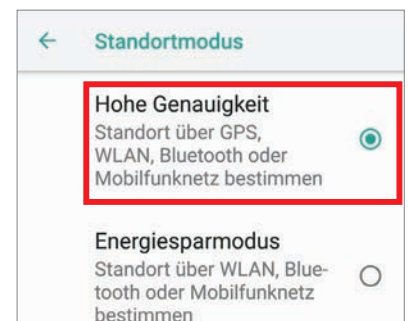 Standortmodus
Hohe Genauigkeit
Standort über GPS,
WLAN, Bluetooth oder
Mobilfunknetz bestimmen
Energiesparmodus
Standort über WLAN, Blue-
tooth oder Mobilfunknetz
bestimmen